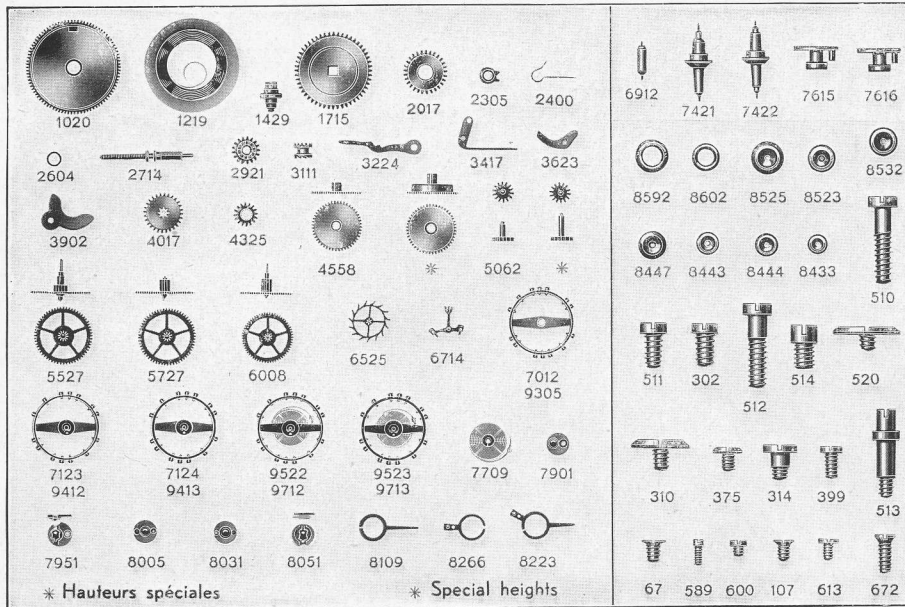 1020 1219 1429 1715 2017 2305 2400
2604 2714 2921 3111 3224 3417 3623
3902 4017 4325 4558 * 5062 *
5527 5727 6008 6525 6714 7012
9305
7123 7124 9522 9523 7709 7901
9412 9413 9712 9713
7951 8005 8031 8051 8109 8266 8223
* Hauteurs spéciales * Special heights
6912 7421 7422 7615 7616
8592 8602 8525 8523 8532
8447 8443 8444 8433 510
511 302 512 514 520
310 375 314 399 513
67 589 600 107 613 672